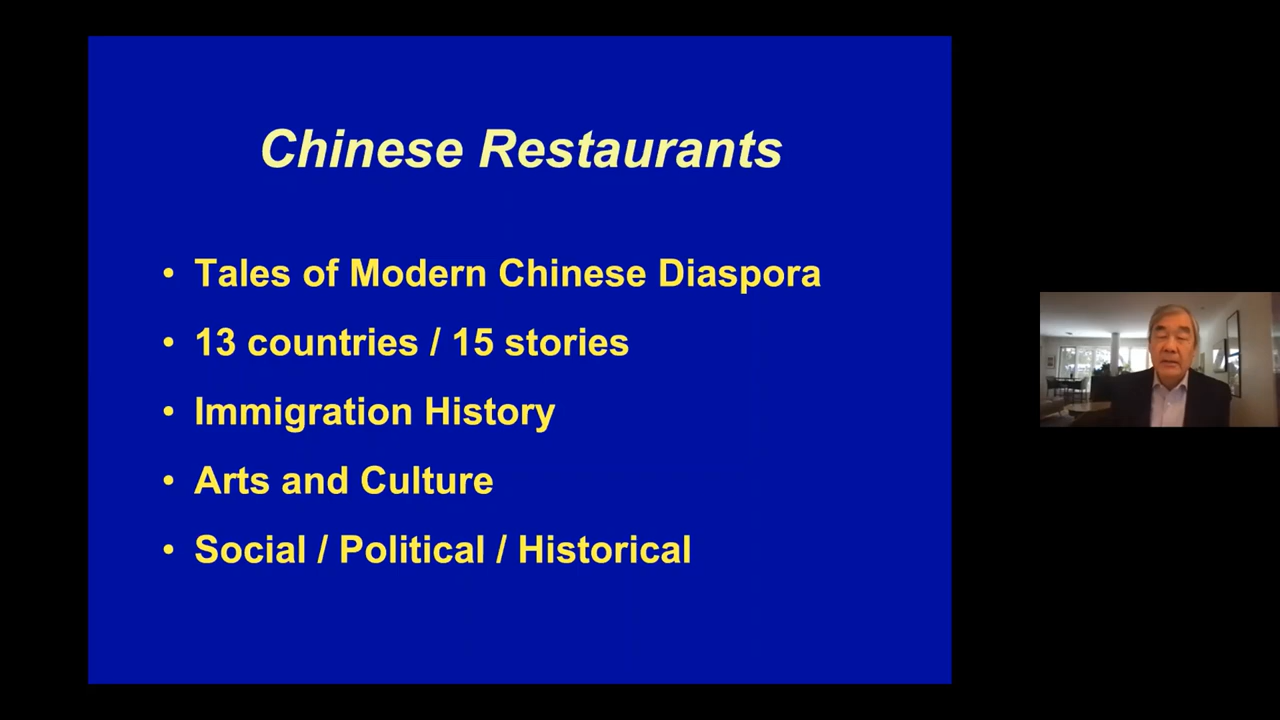 Chinese Restaurants
• Tales of Modern Chinese Diaspora
• 13 countries / 15 stories
• Immigration History
• Arts and Culture
• Social / Political / Historical